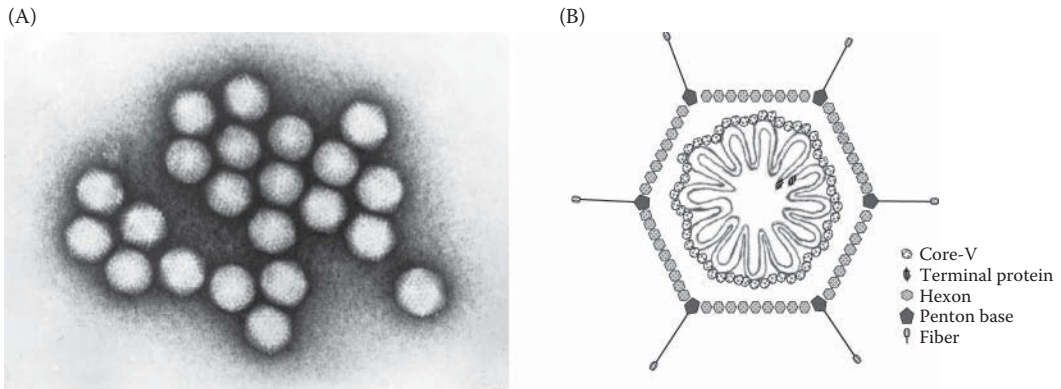 (A)
(B)
Core-V
Terminal protein
Hexon
Penton base
Fiber